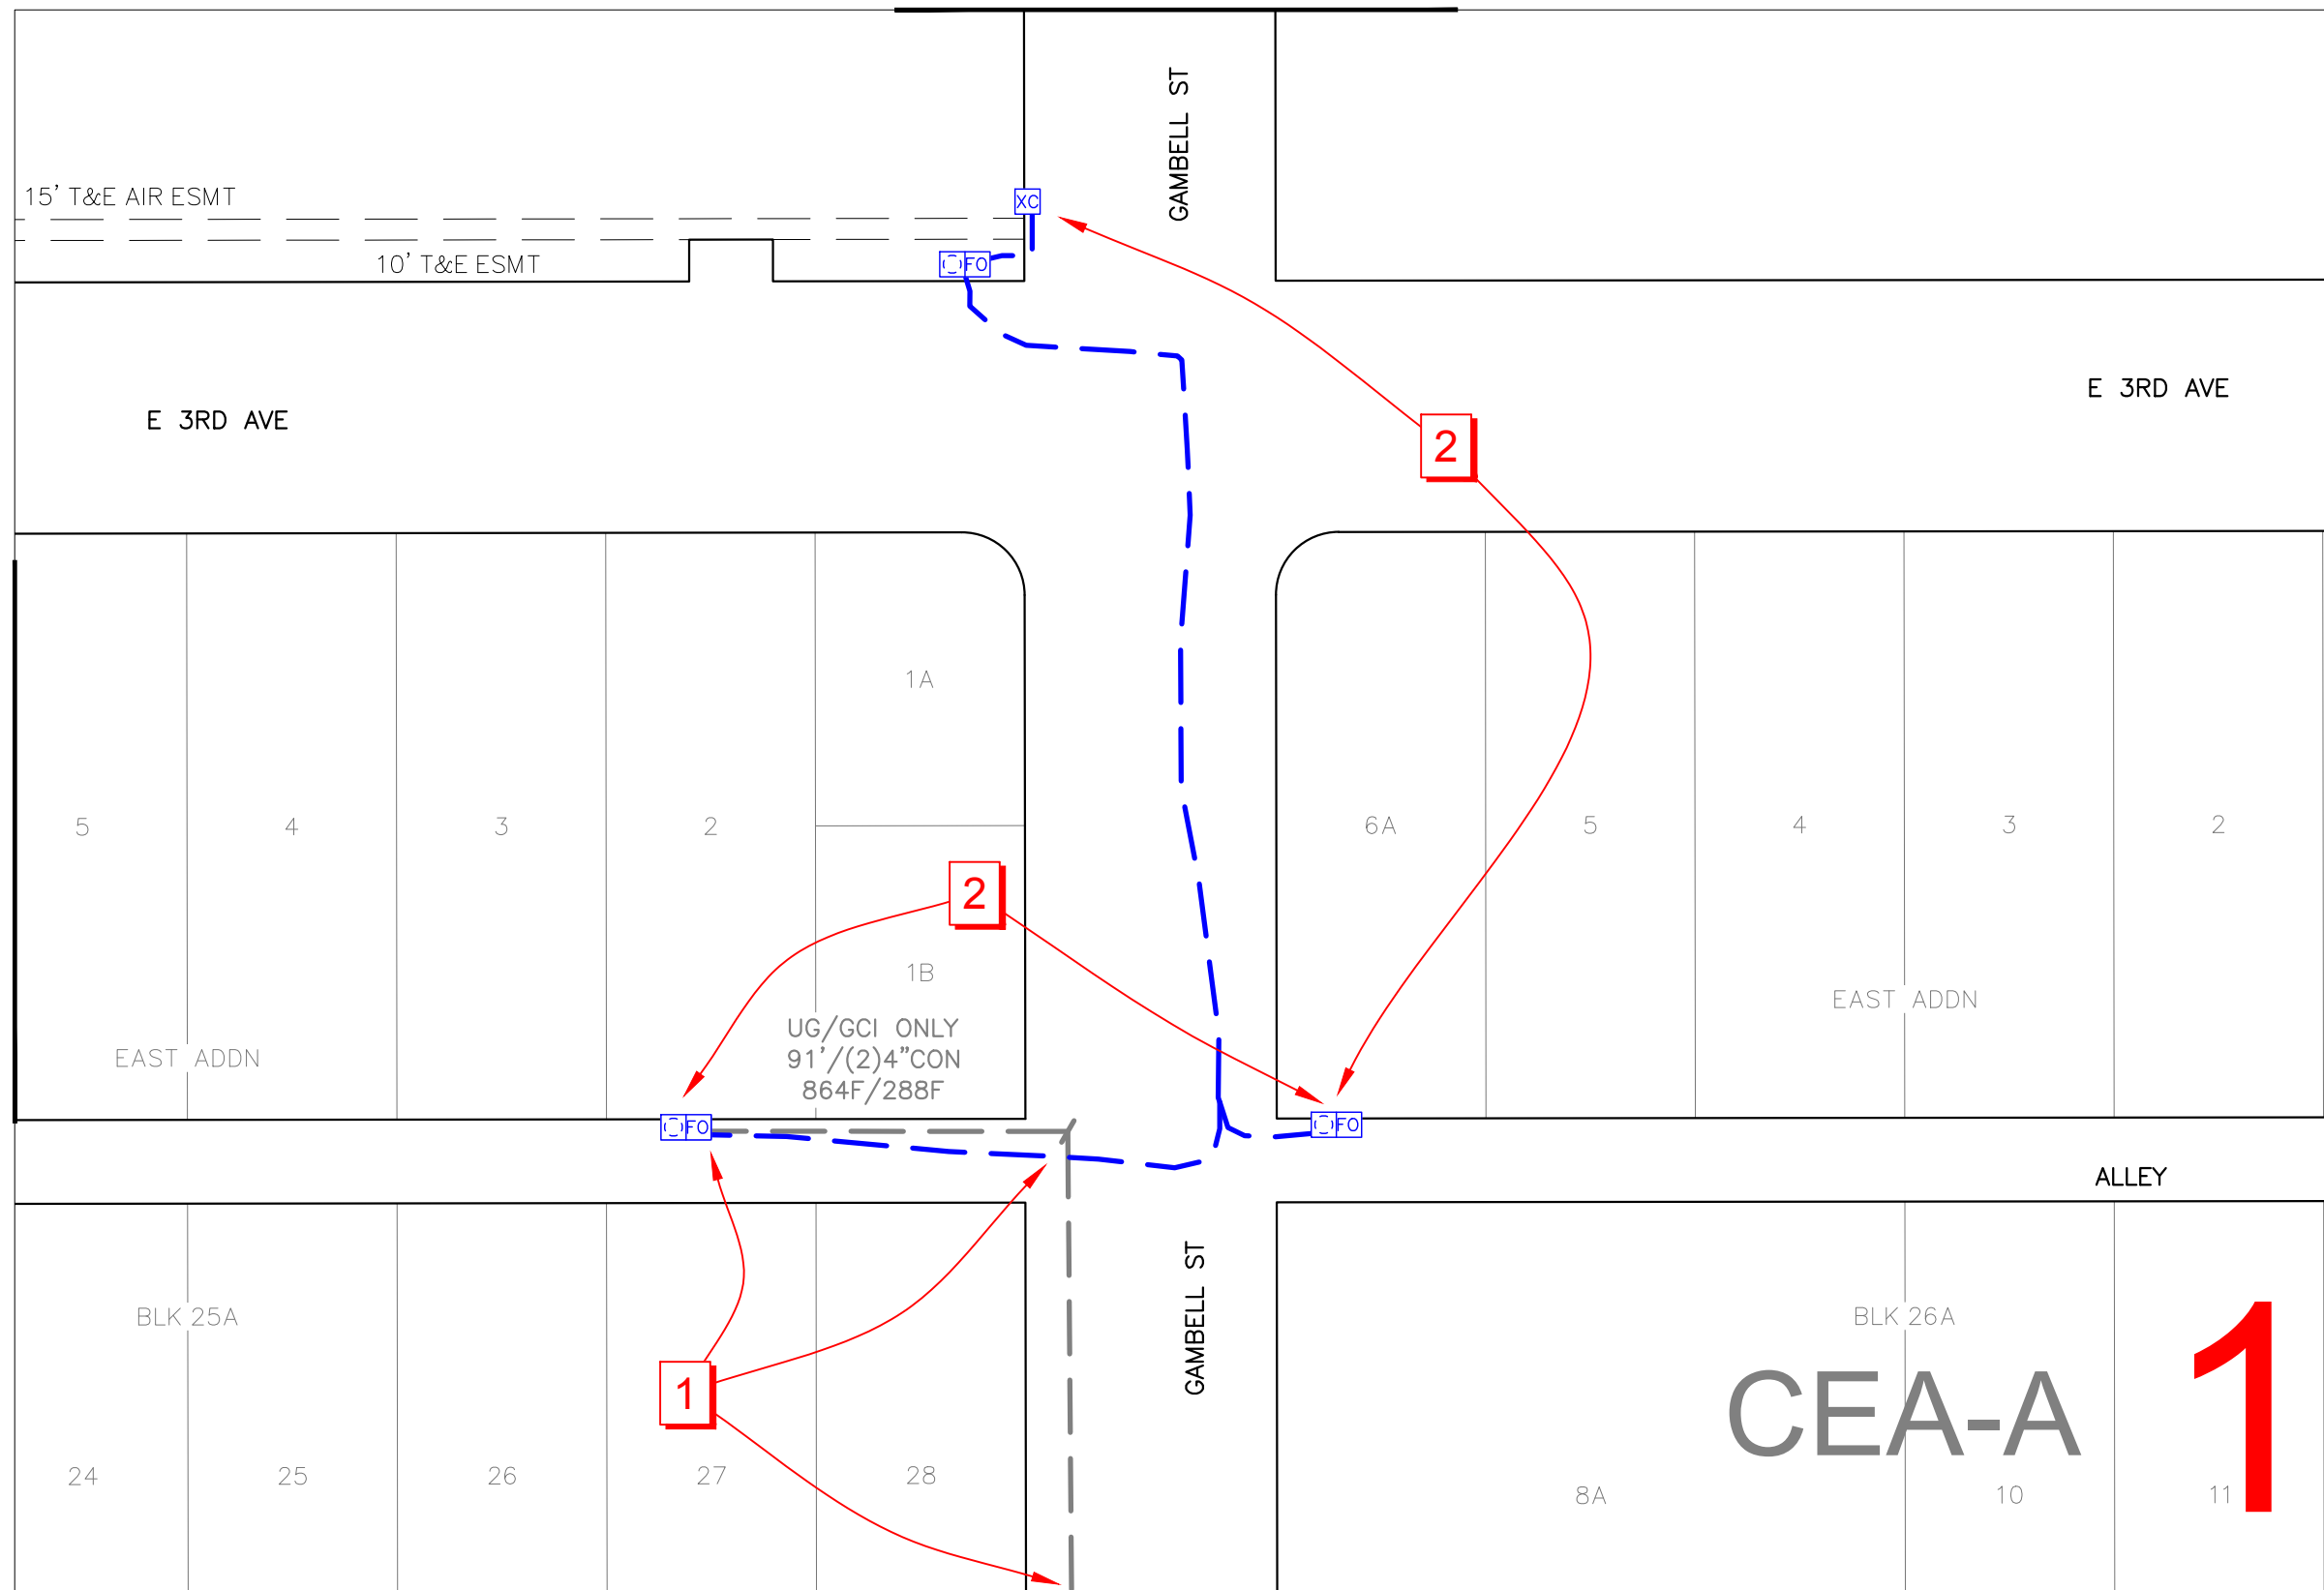 GAMBELL ST
15' T&E AIR ESMT
XC
10' T&E ESMT
FO
E 3RD AVE
E 3RD AVE
2
1A
5
4
3
2
6A
5
4
3
2
2
1B
UG/GCI ONLY
91'/(2)4"CON
864F/288F
EAST ADDN
EAST ADDN
FO
FO
ALLEY
GAMBELL ST
BLK 25A
BLK 26A
1
CEA-A
1
24
25
26
27
28
8A
10
11